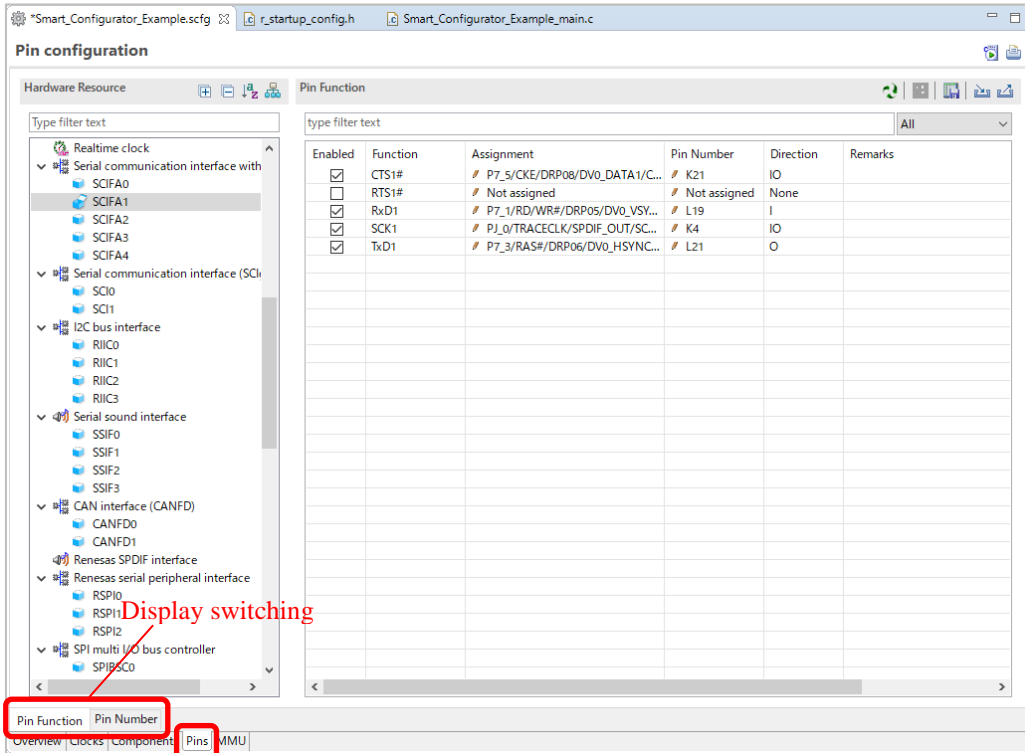 *Smart_Configurator_Example.scfg r_startup_config.h Smart_Configurator_Example_main.c
Pin configuration
Hardware Resource
Type filter text
Realtime clock
Serial communication interface with
SCIFA0
SCIFA1
SCIFA2
SCIFA3
SCIFA4
Serial communication interface (SCI
SCI0
SCI1
I2C bus interface
RIIC0
RIIC1
RIIC2
RIIC3
Serial sound interface
SSIF0
SSIF1
SSIF2
SSIF3
CAN interface (CANFD)
CANFD0
CANFD1
Renesas SPDIF interface
Renesas serial peripheral interface
RSPI0
RSPI1
RSPI2
SPI multi I/O bus controller
SPIBSC0
Pin Function
type filter text All
Enabled Function Assignment Pin Number Direction Remarks
CTS1# P7_5/CKE/DRP08/DV0_DATA1/C... K21 IO
RTS1# Not assigned Not assigned None
RxD1 P7_1/RD/WR#/DRP05/DV0_VSY... L19 I
SCK1 PJ_0/TRACECLK/SPDIF_OUT/SC... K4 IO
TxD1 P7_3/RAS#/DRP06/DV0_HSYNC... L21 O
Display switching
Pin Function Pin Number
Overview Clocks Component Pins MMU